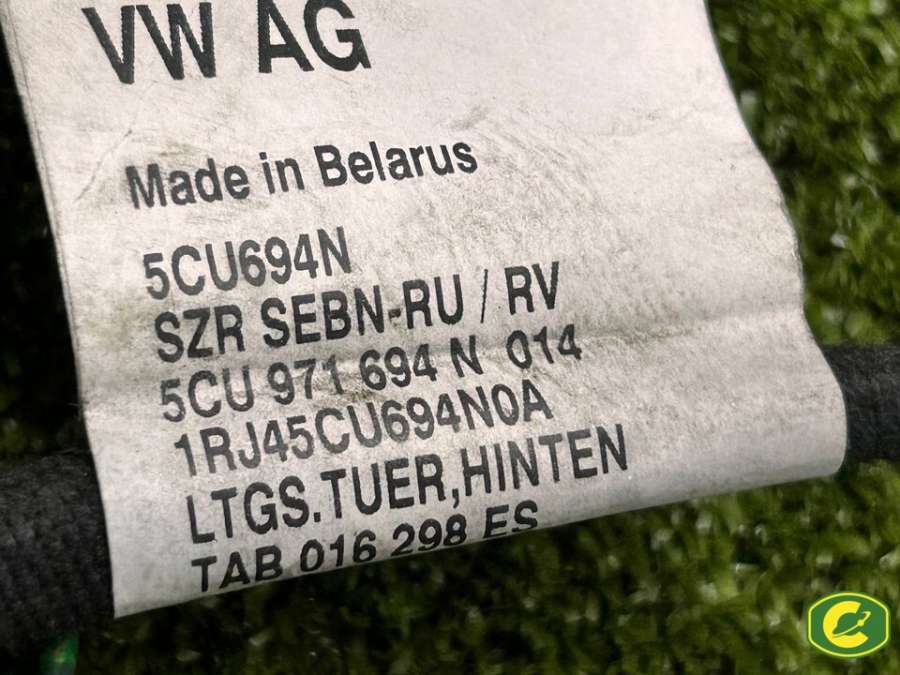 VW AG
Made in Belarus
5CU694N
SZR SEBN-RU / RV
5CU 971 694 N 014
1RJ45CU694N0A
LTGS.TUER,HINTEN
TAB 016 298 ES